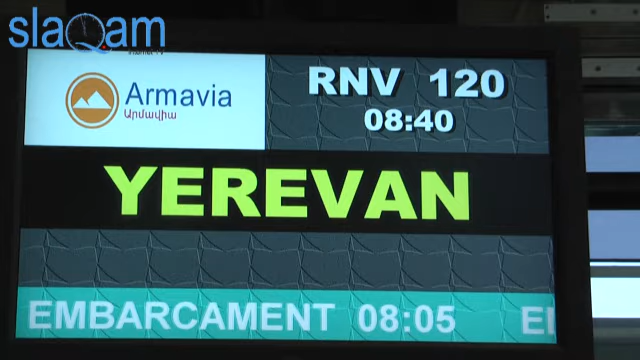 slaQam
Armavia
Արմավիա
RNV 120
08:40
YEREVAN
EMBARCAMENT 08:05